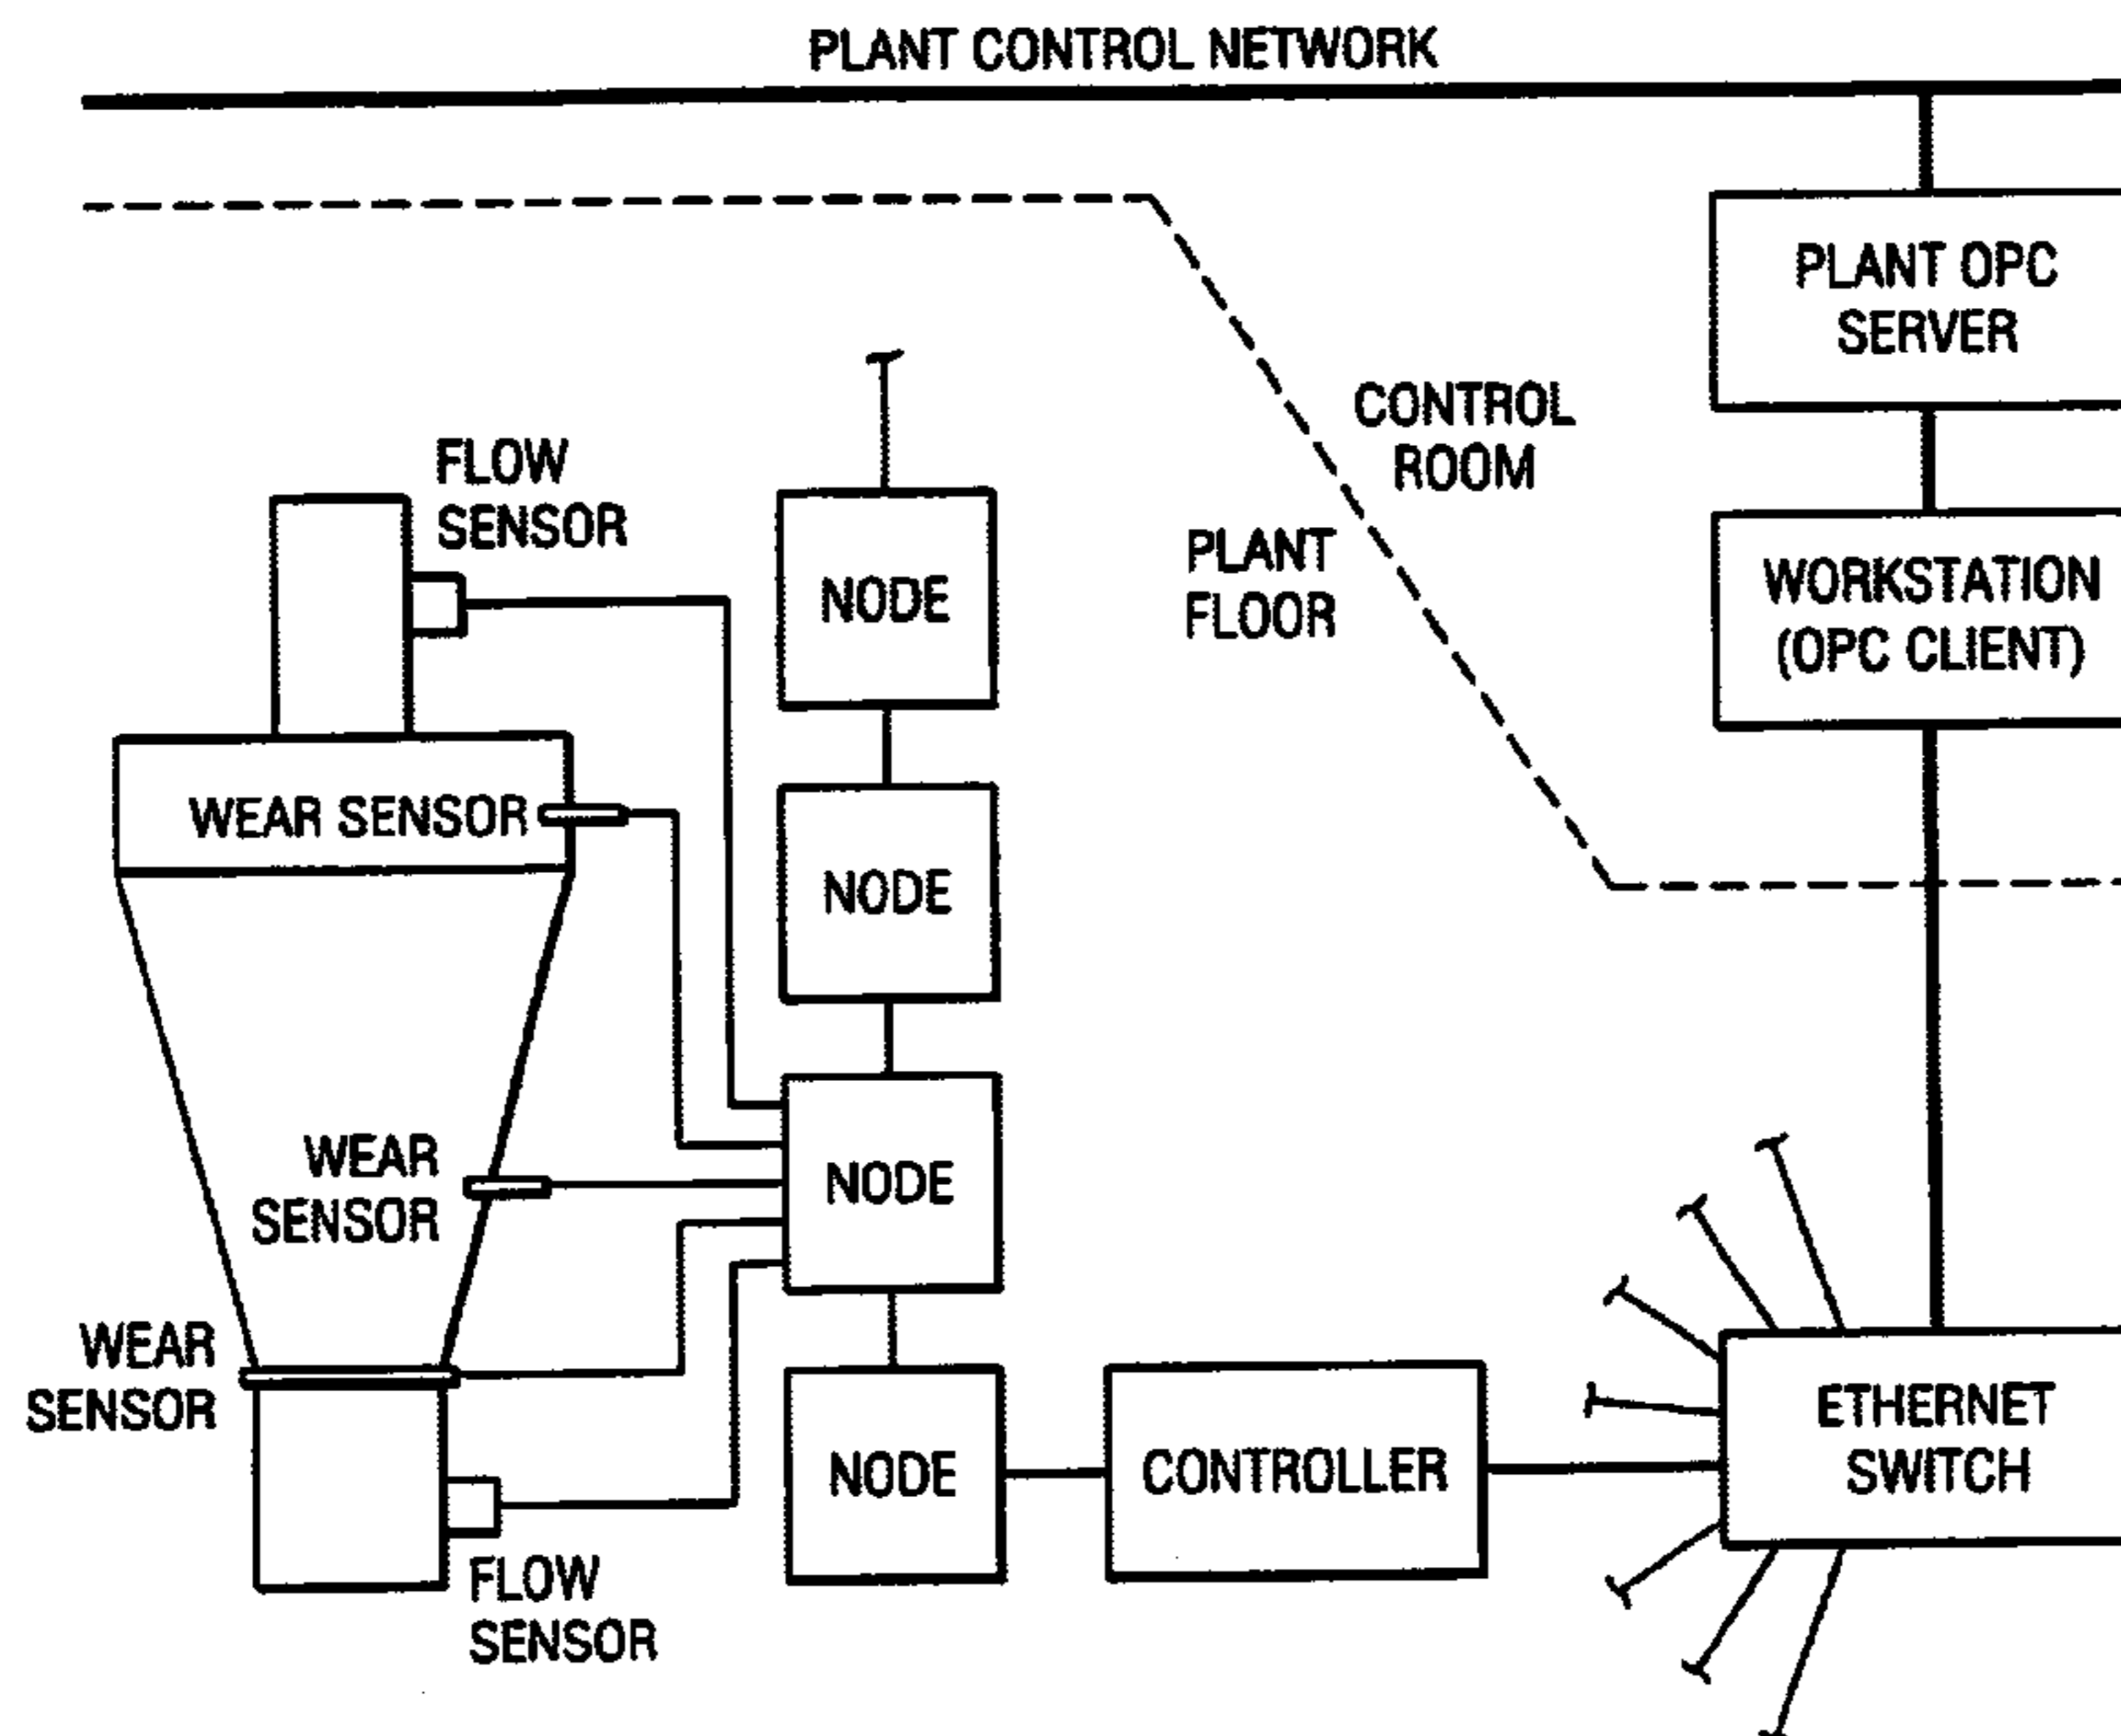 PLANT CONTROL NETWORK
PLANT OPC
SERVER
CONTROL
ROOM
FLOW
SENSOR
PLANT
FLOOR
NODE
WORKSTATION
(OPC CLIENT)
WEAR SENSOR
NODE
WEAR
SENSOR
NODE
WEAR
SENSOR
NODE
CONTROLLER
ETHERNET
SWITCH
FLOW
SENSOR